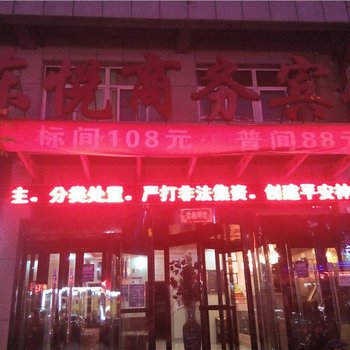 悦商务宾
标间108元 普间88元
主。分类处置。严打非法集资。创建平安神